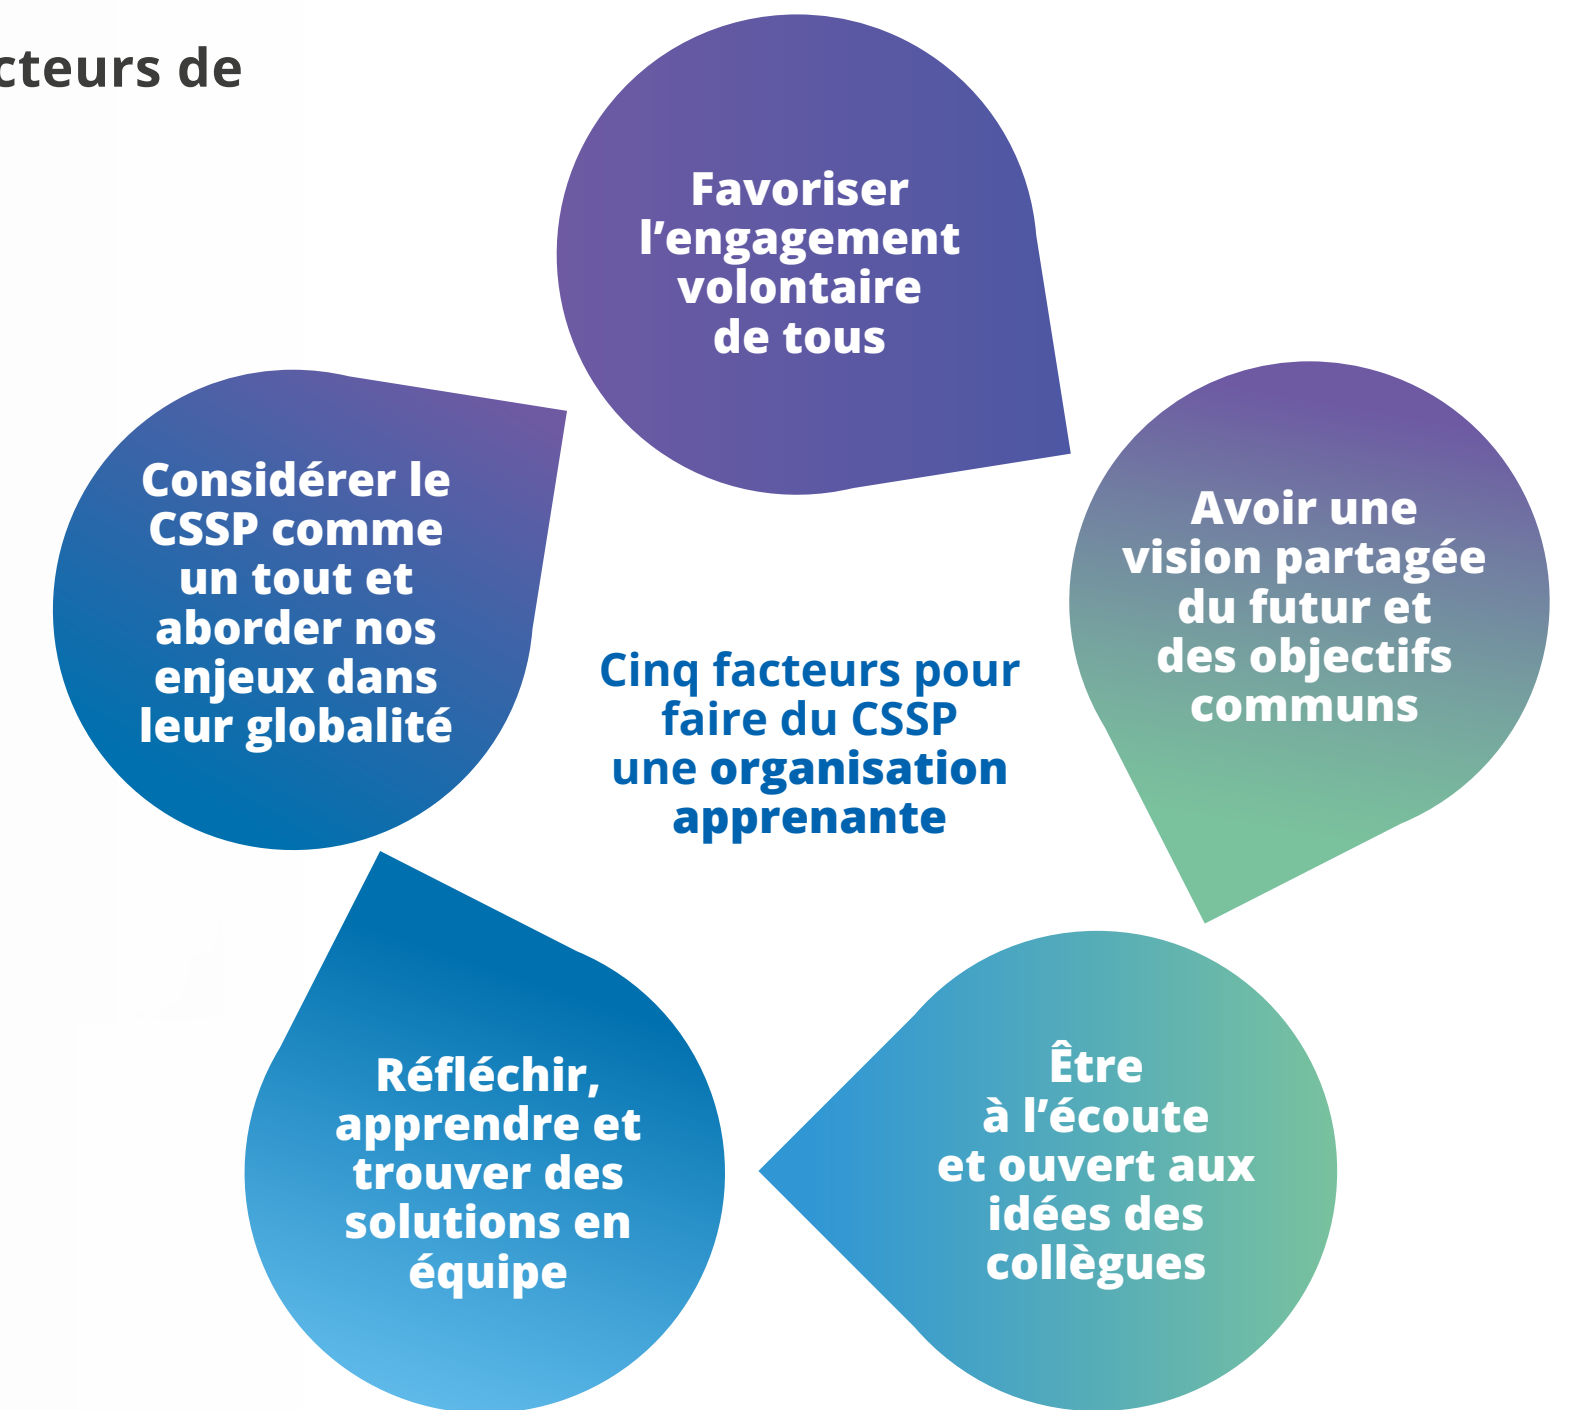 cteurs de
Favoriser
l’engagement
volontaire
de tous
Avoir une
vision partagée
du futur et
des objectifs
communs
Être
à l’écoute
et ouvert aux
idées des
collègues
Réfléchir,
apprendre et
trouver des
solutions en
équipe
Considérer le
CSSP comme
un tout et
aborder nos
enjeux dans
leur globalité
Cinq facteurs pour
faire du CSSP
une organisation
apprenante